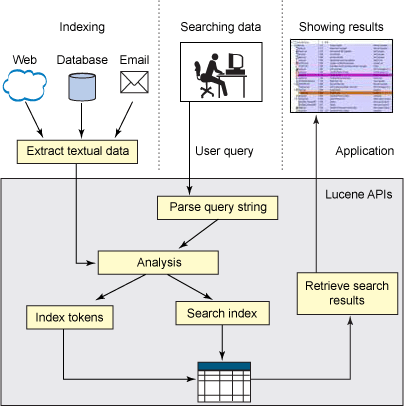 Indexing
Searching data
Showing results
Web
Database
Email
Extract textual data
User query
Application
Lucene APIs
Parse query string
Analysis
Retrieve search
results
Index tokens
Search index